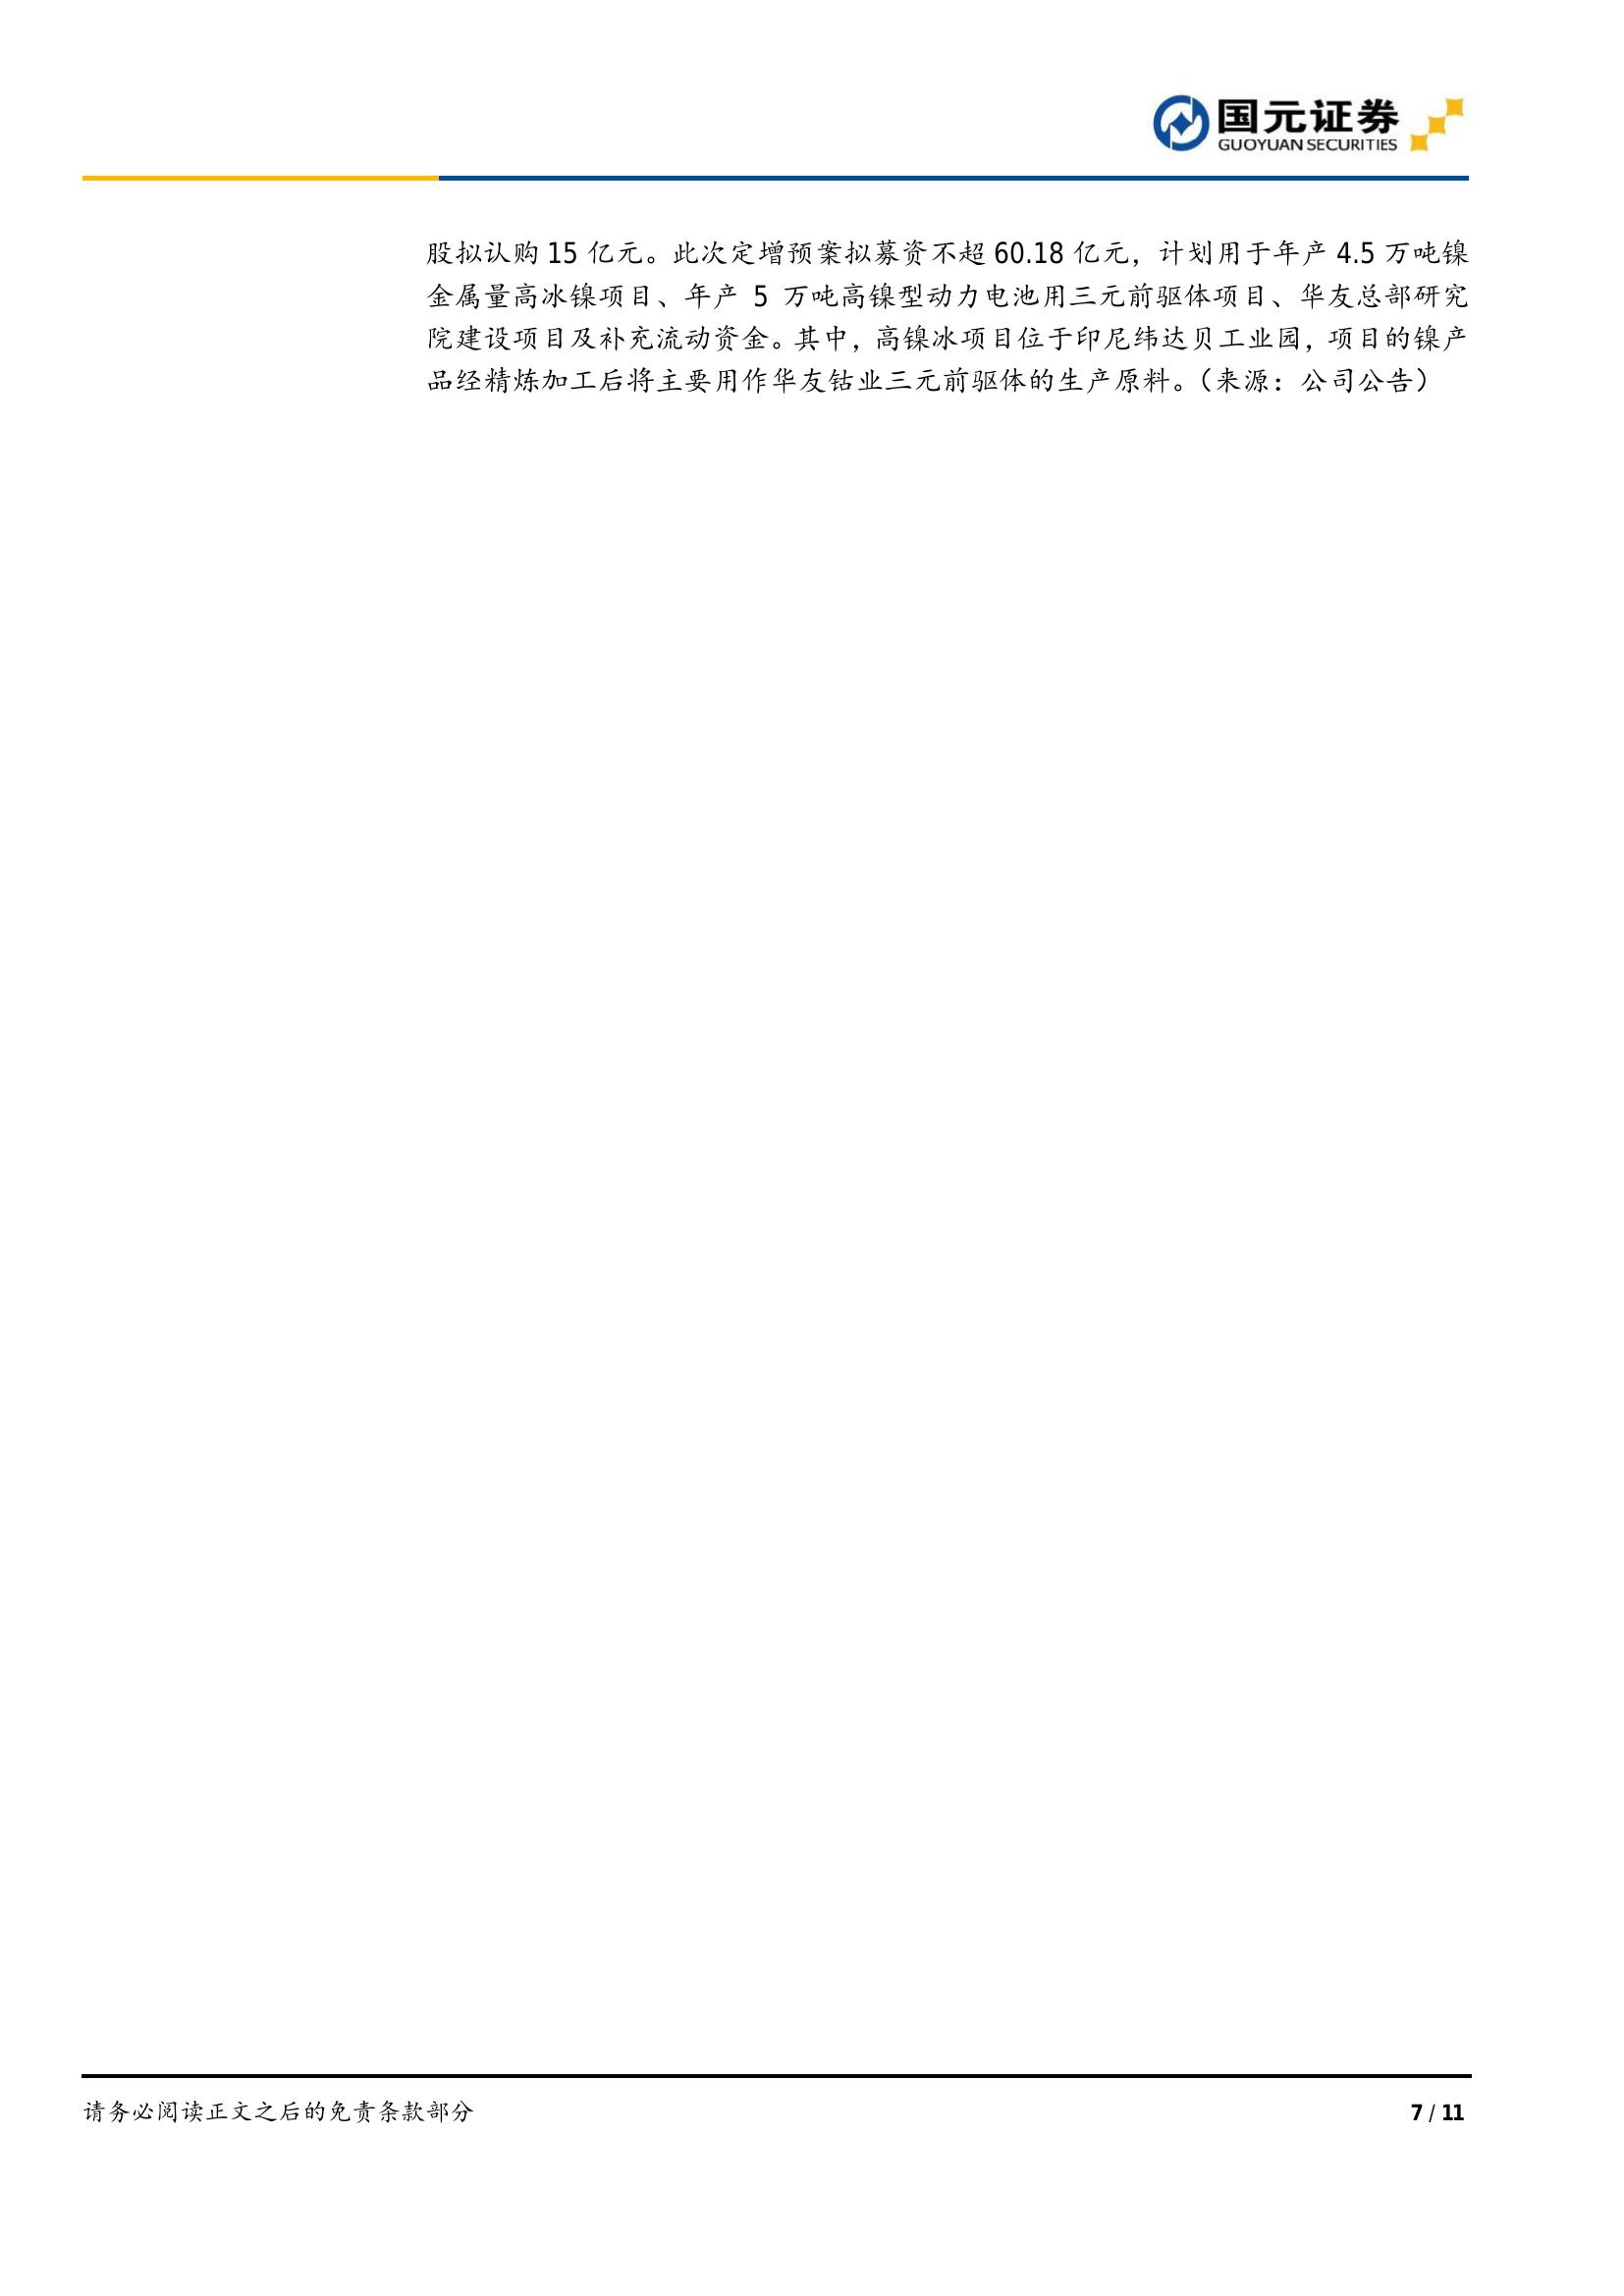 国元证券
GUOYUAN SECURITIES
股拟认购 15 亿元。此次定增预案拟募资不超 60.18 亿元，计划用于年产 4.5 万吨镍
金属量高冰镍项目、年产 5 万吨高镍型动力电池用三元前驱体项目、华友总部研究
院建设项目及补充流动资金。其中，高镍冰项目位于印尼纬达贝工业园，项目的镍产
品经精炼加工后将主要用作华友钴业三元前驱体的生产原料。（来源：公司公告）
请务必阅读正文之后的免责条款部分
7 / 11